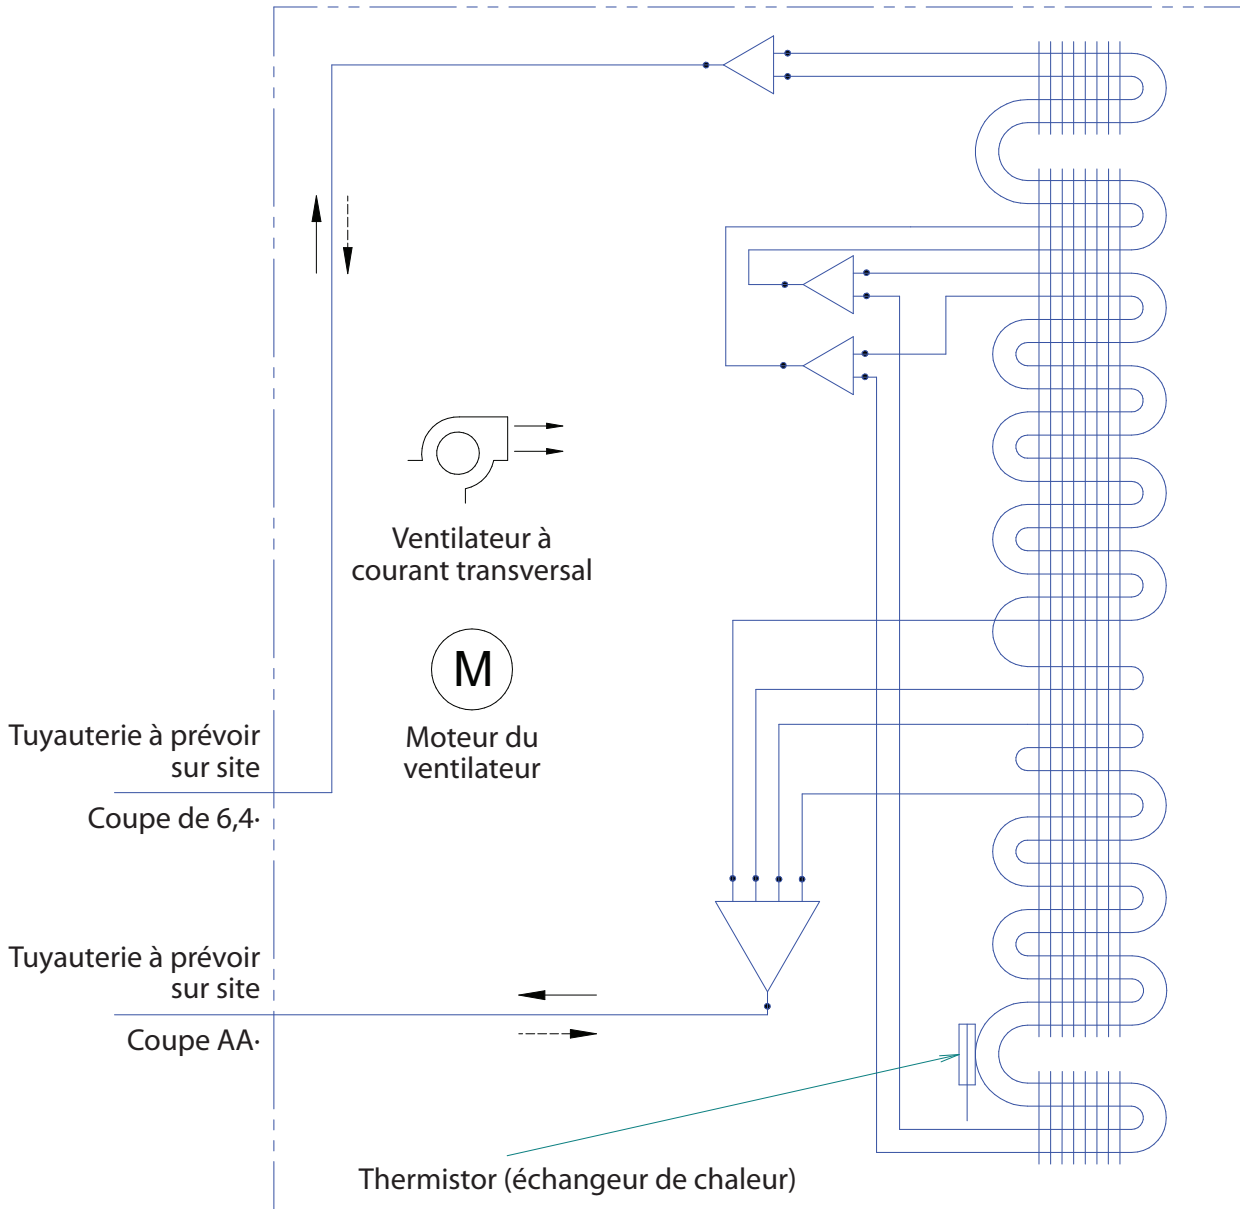 Ventilateur à
courant transversal
M
Moteur du
ventilateur
Tuyauterie à prévoir
sur site
Coupe de 6,4·
Tuyauterie à prévoir
sur site
Coupe AA·
Thermistor (échangeur de chaleur)